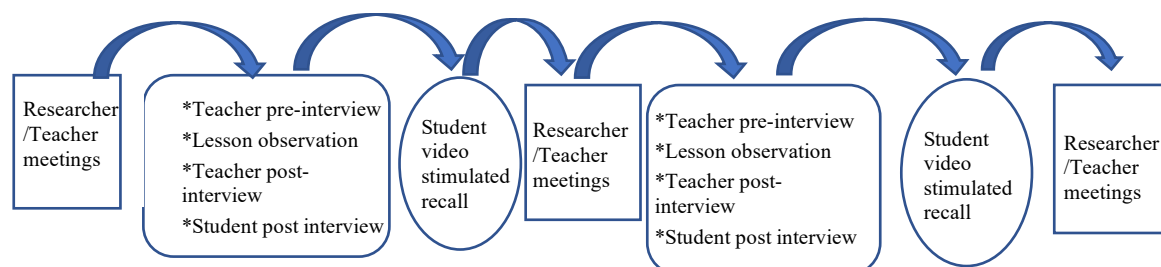 Researcher
/Teacher
meetings
*Teacher pre-interview
*Lesson observation
*Teacher post-
interview
*Student post interview
Student
video
stimulated
recall
Researcher
/Teacher
meetings
*Teacher pre-interview
*Lesson observation
*Teacher post-
interview
*Student post interview
Student
video
stimulated
recall
Researcher
/Teacher
meetings